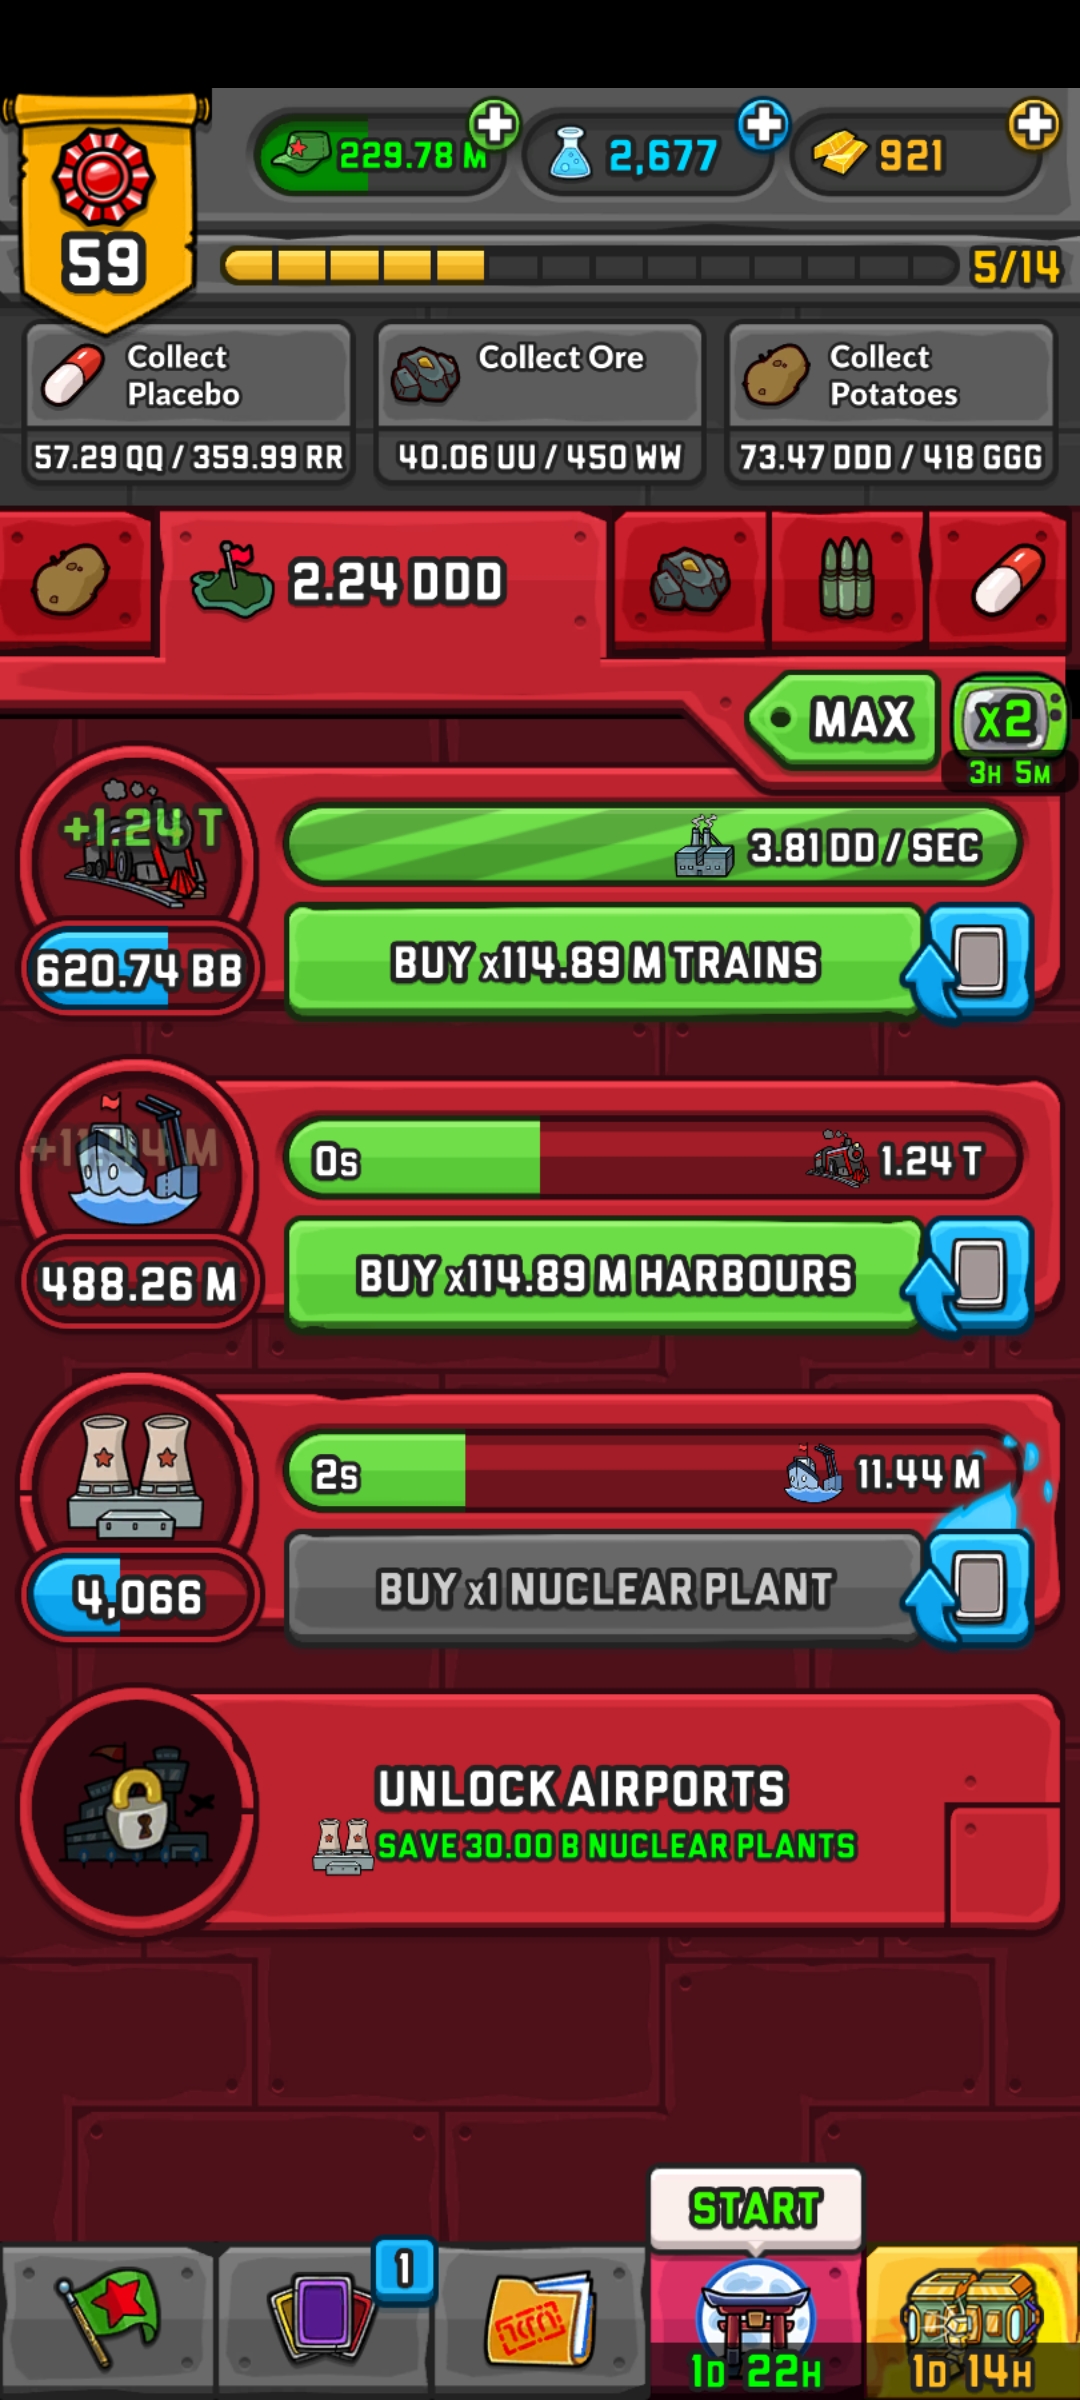 59
229.78 M
2,677
921
5/14
Collect Placebo
57.29 QQ / 359.99 RR
Collect Ore
40.06 UU / 450 WW
Collect Potatoes
73.47 DDD / 418 GGG
2.24 DDD
MAX
x2
3H 5M
+1.24 T
3.81 DD / SEC
620.74 BB
BUY x114.89 M TRAINS
+11.44 M
0s
1.24 T
488.26 M
BUY x114.89 M HARBOURS
2s
11.44 M
4,066
BUY x1 NUCLEAR PLANT
UNLOCK AIRPORTS
SAVE 30.00 B NUCLEAR PLANTS
START
1
1D 22H
1D 14H